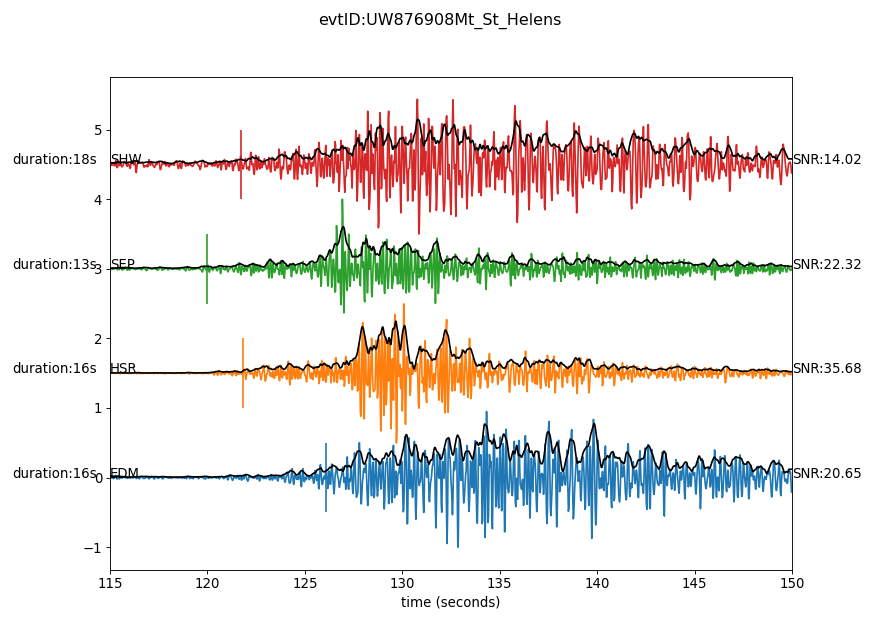 evtID:UW876908Mt_St_Helens
5
duration:18s SHW SNR:14.02
4
duration:13s 3 SEP SNR:22.32
2
duration:16s HSR SNR:35.68
1
duration:16s 0 EDM SNR:20.65
−1
115 120 125 130 135 140 145 150
time (seconds)